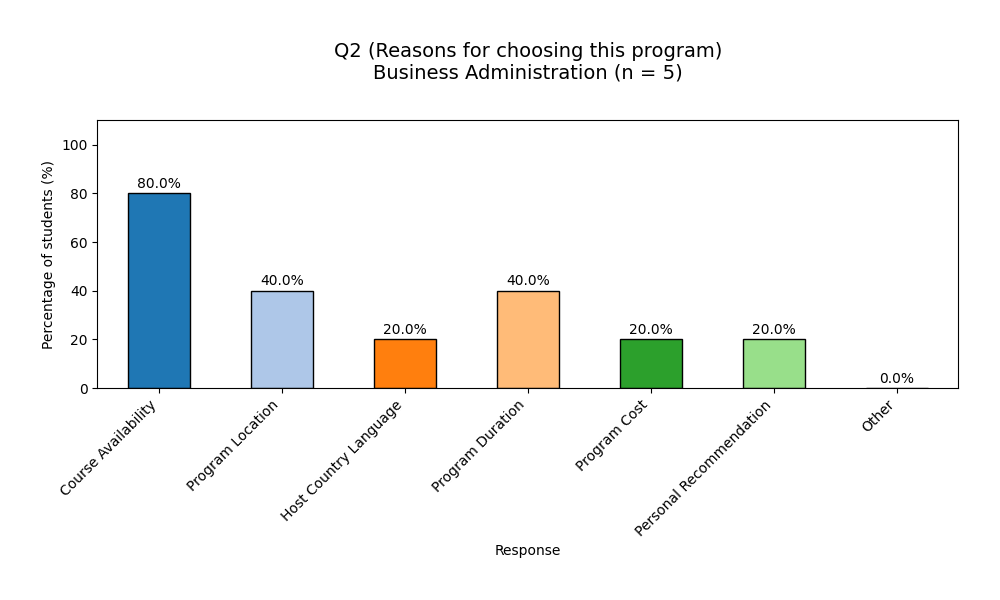 Q2 (Reasons for choosing this program)
Business Administration (n = 5)
Percentage of students (%)
100
80
60
40
20
0
80.0%
40.0%
20.0%
40.0%
20.0%
20.0%
0.0%
Course Availability
Program Location
Host Country Language
Program Duration
Program Cost
Personal Recommendation
Other
Response